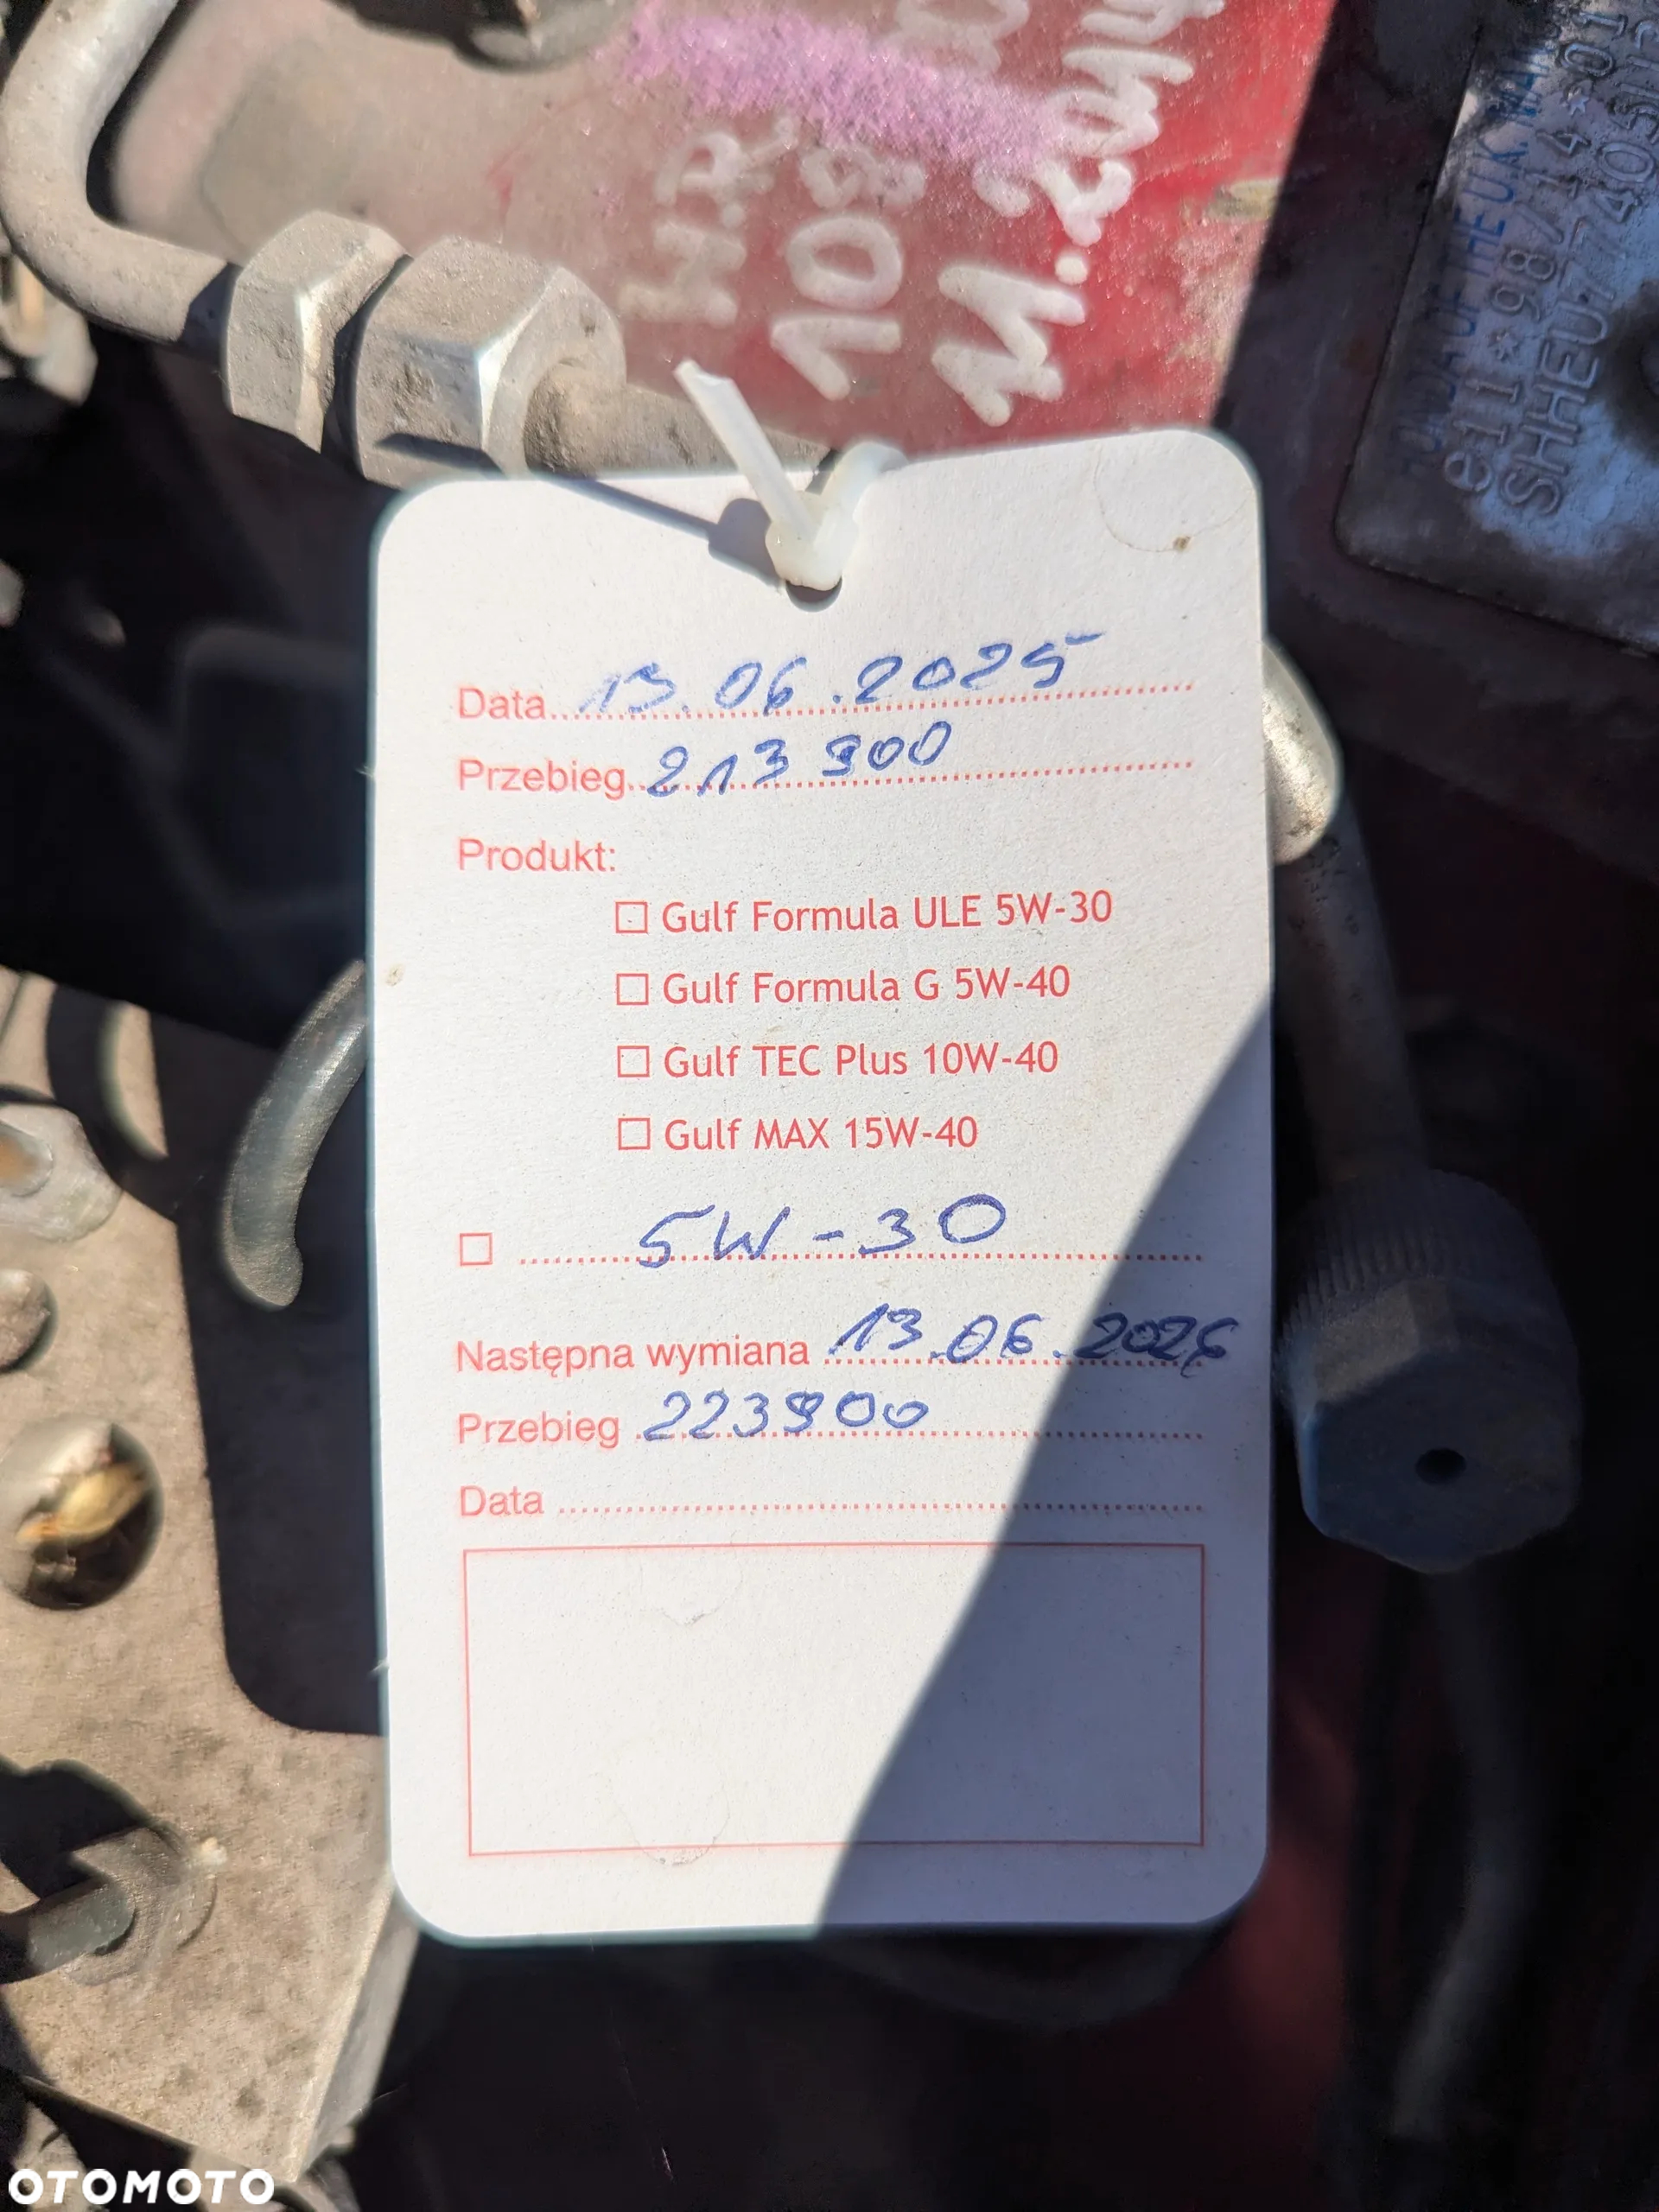 Data 13.06.2025
Przebieg 213 900
Produkt:
Gulf Formula ULE 5W-30
Gulf Formula G 5W-40
Gulf TEC Plus 10W-40
Gulf MAX 15W-40
5W-30
Następna wymiana 13.06.2026
Przebieg 223900
Data
OTOMOTO